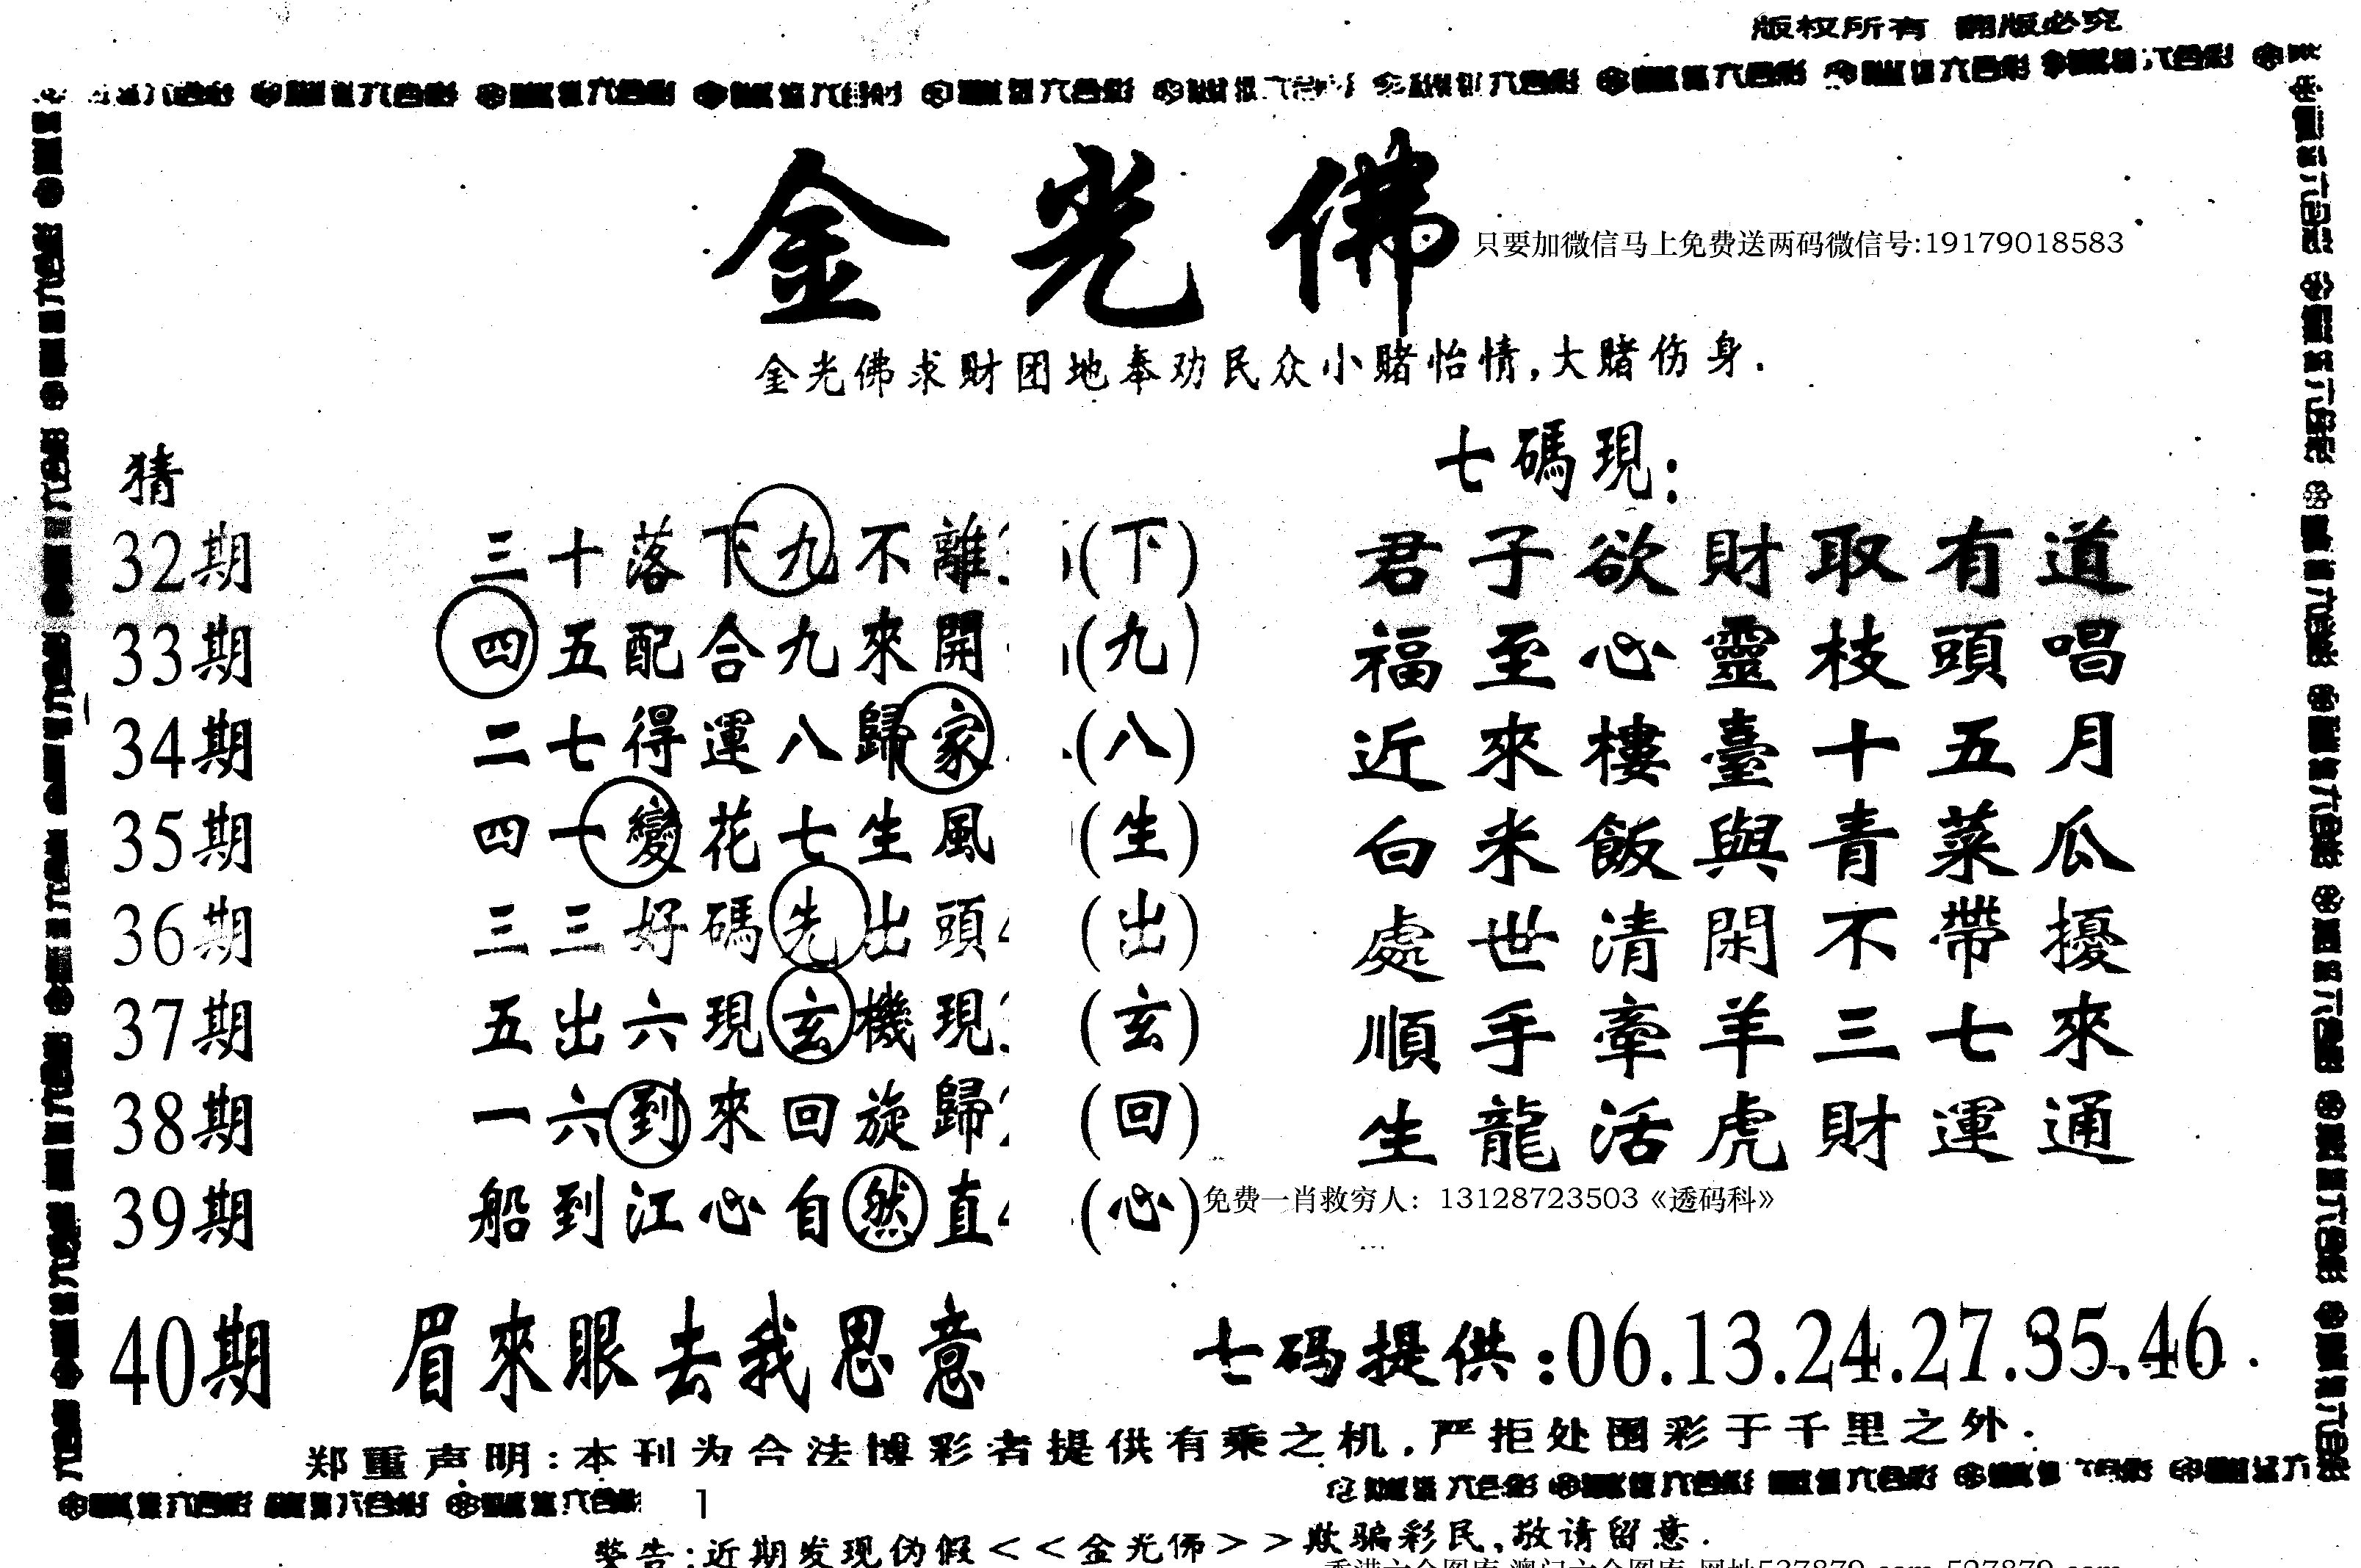 版权所有 翻版必究
金光佛
只要加微信马上免费送两码微信号:19179018583
金光佛求财团地奉劝民众小赌怡情,大赌伤身.
七碼現:
猜
32期 三十落下九不離 (下) 君子欲財取有道
33期 四五配合九來開 (九) 福至心靈枝頭唱
34期 二七得運八歸家 (八) 近來樓臺十五月
35期 四十變花七生風 (生) 白米飯與青菜瓜
36期 三三好碼先出頭 (出) 處世清閑不帶擾
37期 五出六現玄機現 (玄) 順手牽羊三七來
38期 一六到來回旋歸 (回) 生龍活虎財運通
39期 船到江心自然直 (心) 免费一肖救穷人: 13128723503《透码科》
40期 眉來眼去我思意 七码提供:06.13.24.27.35.46.
郑重声明:本刊为合法博彩者提供有乘之机,严拒处围彩于千里之外.
1
警告:近期发现伪假<<金光佛>>欺骗彩民,敬请留意.